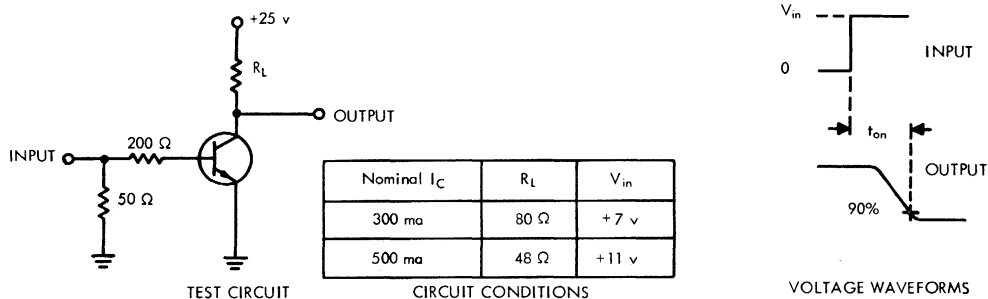 +25 v
R_L
OUTPUT
200 Ω
INPUT
50 Ω
TEST CIRCUIT
Nominal I_C R_L V_in
300 ma 80 Ω +7 v
500 ma 48 Ω +11 v
CIRCUIT CONDITIONS
V_in
INPUT
0
t_on
OUTPUT
90%
VOLTAGE WAVEFORMS